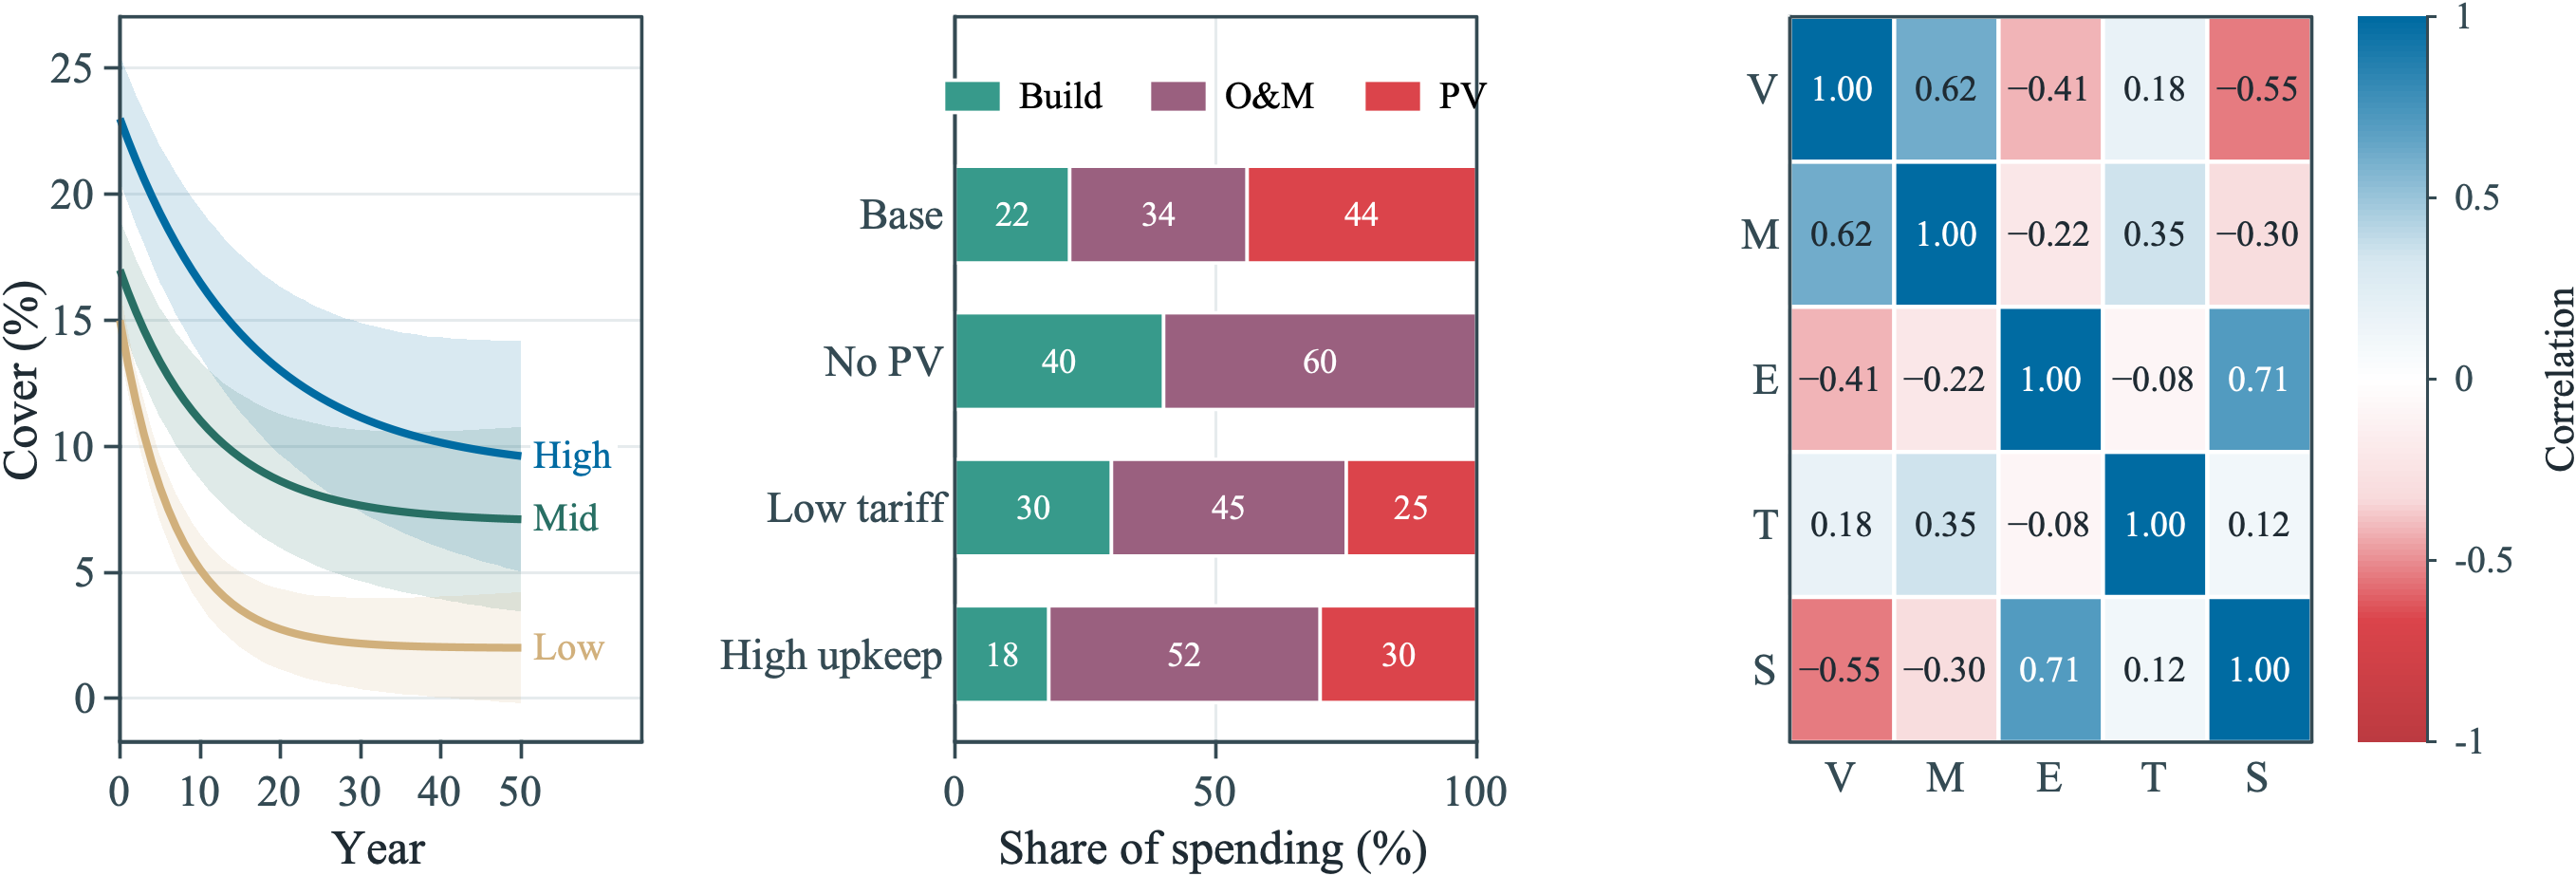 Cover (%)
25
20
15
10
5
0
High
Mid
Low
0 10 20 30 40 50
Year
Build O&M PV
Base 22 34 44
No PV 40 60
Low tariff 30 45 25
High upkeep 18 52 30
0 50 100
Share of spending (%)
V 1.00 0.62 −0.41 0.18 −0.55
M 0.62 1.00 −0.22 0.35 −0.30
E −0.41 −0.22 1.00 −0.08 0.71
T 0.18 0.35 −0.08 1.00 0.12
S −0.55 −0.30 0.71 0.12 1.00
V M E T S
1
0.5
0
-0.5
-1
Correlation